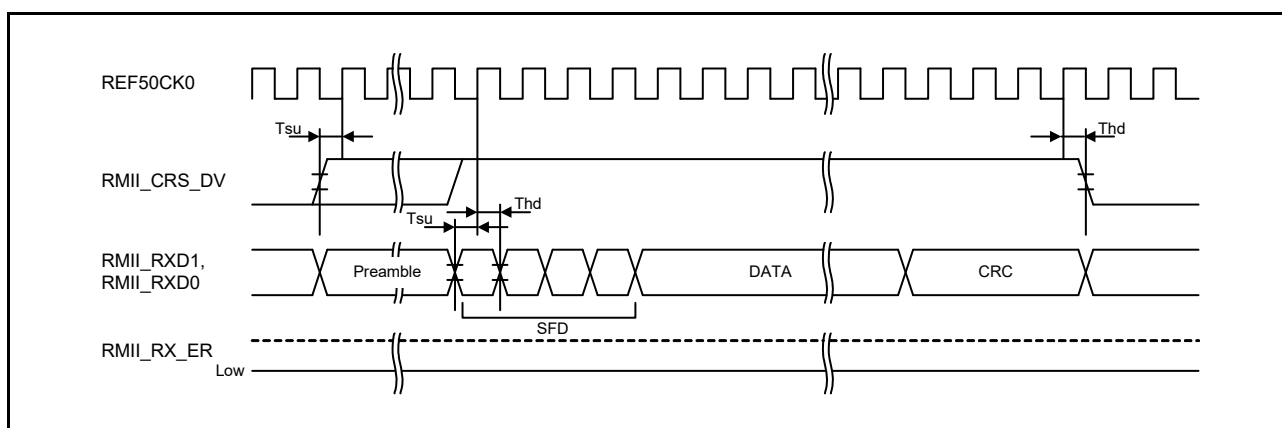 REF50CK0
Tsu
Thd
RMII_CRS_DV
Tsu
Thd
RMII_RXD1,
RMII_RXD0
Preamble
DATA
CRC
SFD
RMII_RX_ER
Low